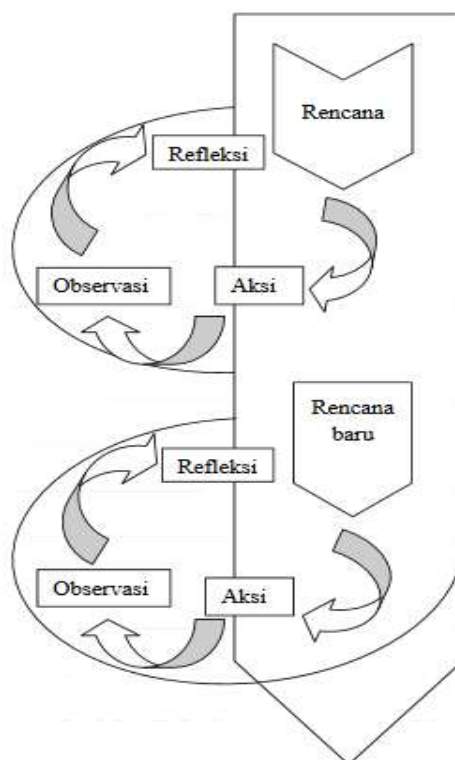 Rencana
Refleksi
Observasi
Aksi
Rencana
baru
Refleksi
Observasi
Aksi